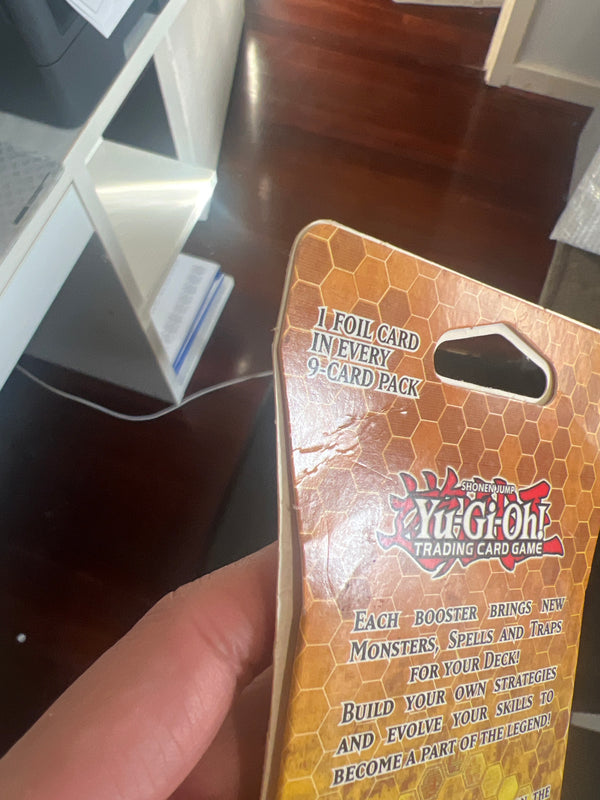 1 FOIL CARD
IN EVERY
9-CARD PACK
SHONEN JUMP
Yu-Gi-Oh!
TRADING CARD GAME
EACH BOOSTER BRINGS NEW
MONSTERS, SPELLS AND TRAPS
FOR YOUR DECK!
BUILD YOUR OWN STRATEGIES
AND EVOLVE YOUR SKILLS TO
BECOME A PART OF THE LEGEND!
THE